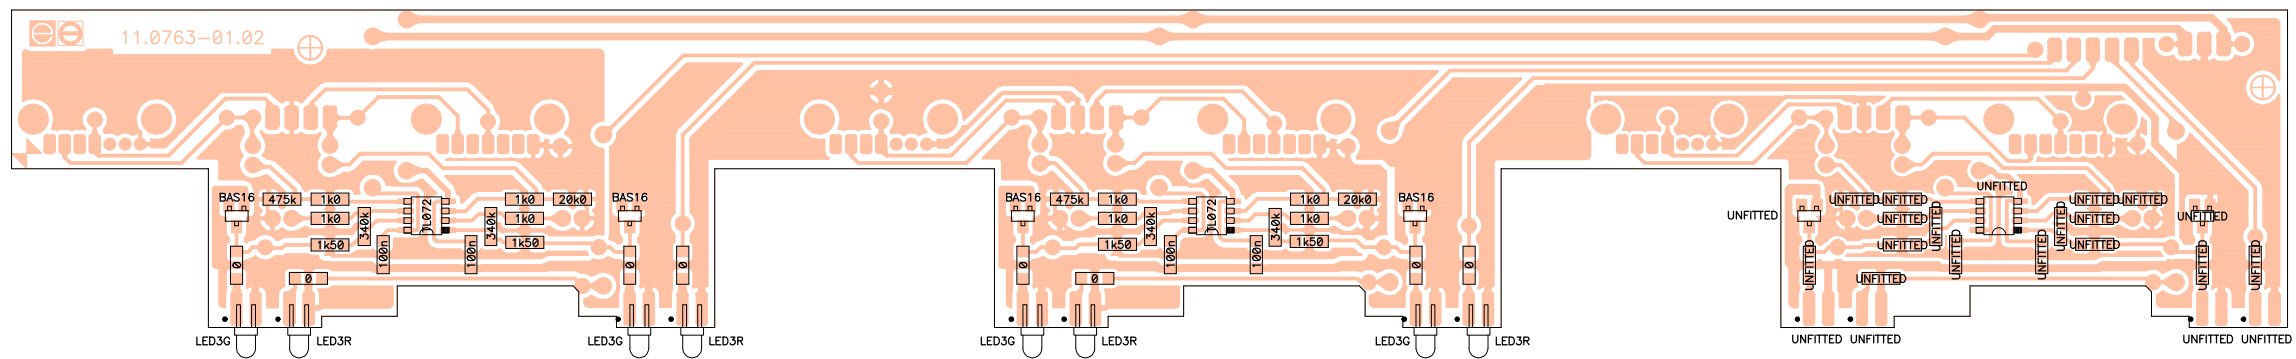 11.0763-01.02
BAS16 475k 1k0 1k0 20k0 BAS16 BAS16 475k 1k0 1k0 20k0 BAS16 UNFITTED
1k0 340k TL072 340k 1k0 1k0 340k TL072 340k 1k0 UNFITTED UNFITTED UNFITTED UNFITTED UNFITTED
UNFITTED UNFITTED UNFITTED UNFITTED UNFITTED UNFITTED
1k50 100n 100n 1k50 1k50 100n 100n 1k50 UNFITTED UNFITTED UNFITTED UNFITTED
0 0 0 0 0 0 UNFITTED UNFITTED UNFITTED UNFITTED UNFITTED
LED3G LED3R LED3G LED3R LED3G LED3R LED3G LED3R UNFITTED UNFITTED UNFITTED UNFITTED